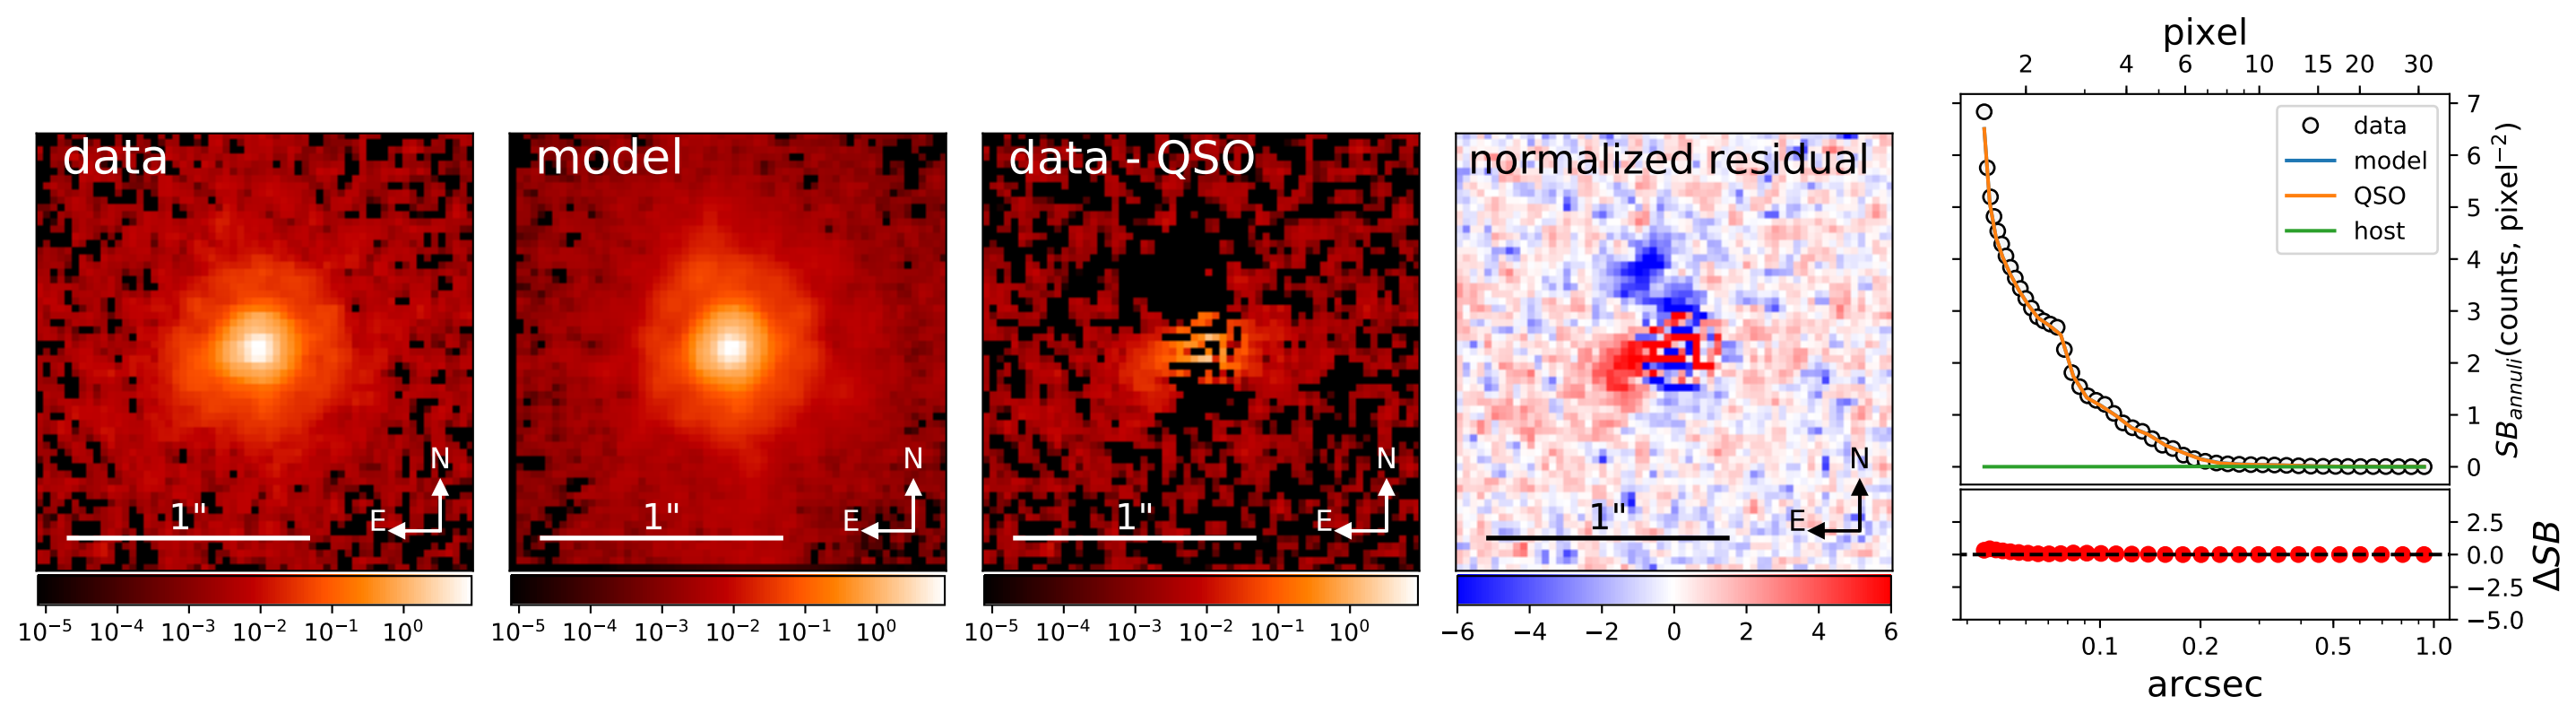 data
N
E
1"
10⁻⁵ 10⁻⁴ 10⁻³ 10⁻² 10⁻¹ 10⁰
model
N
E
1"
10⁻⁵ 10⁻⁴ 10⁻³ 10⁻² 10⁻¹ 10⁰
data - QSO
N
E
1"
10⁻⁵ 10⁻⁴ 10⁻³ 10⁻² 10⁻¹ 10⁰
normalized residual
N
E
1"
−6 −4 −2 0 2 4 6
pixel
2 4 6 10 15 20 30
data
model
QSO
host
7
6
5
4
3
2
1
0
SB_annuli(counts, pixel⁻²)
2.5
0.0
−2.5
−5.0
ΔSB
0.1 0.2 0.5 1.0
arcsec